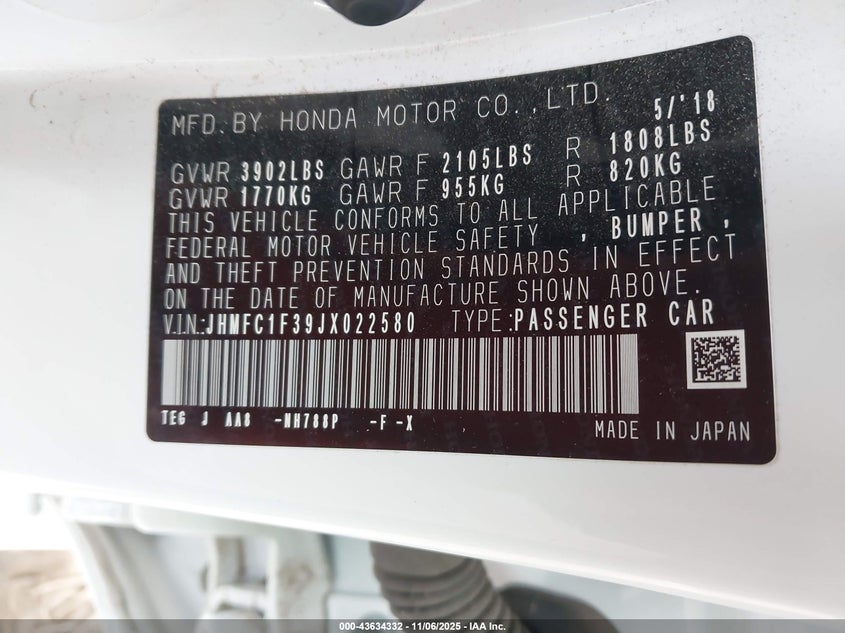 MFD.BY HONDA MOTOR CO.,LTD. 5/'18
GVWR 3902LBS GAWR F 2105LBS R 1808LBS
GVWR 1770KG GAWR F 955KG R 820KG
THIS VEHICLE CONFORMS TO ALL APPLICABLE
FEDERAL MOTOR VEHICLE SAFETY , BUMPER ,
AND THEFT PREVENTION STANDARDS IN EFFECT
ON THE DATE OF MANUFACTURE SHOWN ABOVE.
V.I.N:JHMFC1F39JX022580 TYPE:PASSENGER CAR
TEG J AA8 -NH788P -F -X
MADE IN JAPAN
000-43634332 - 11/06/2025 - IAA Inc.